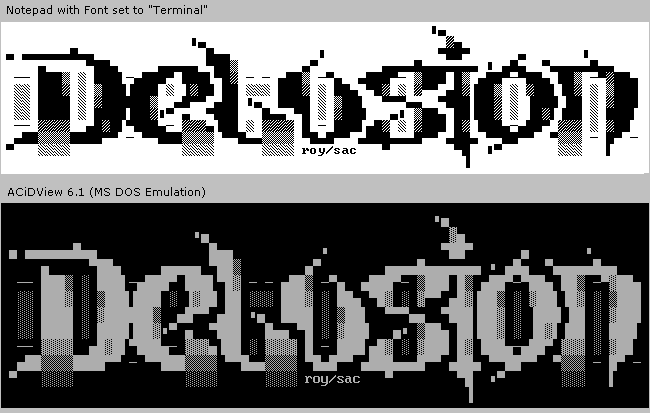 Notepad with Font set to "Terminal"
Delusion
roy/sac
ACiDView 6.1 (MS DOS Emulation)
Delusion
roy/sac